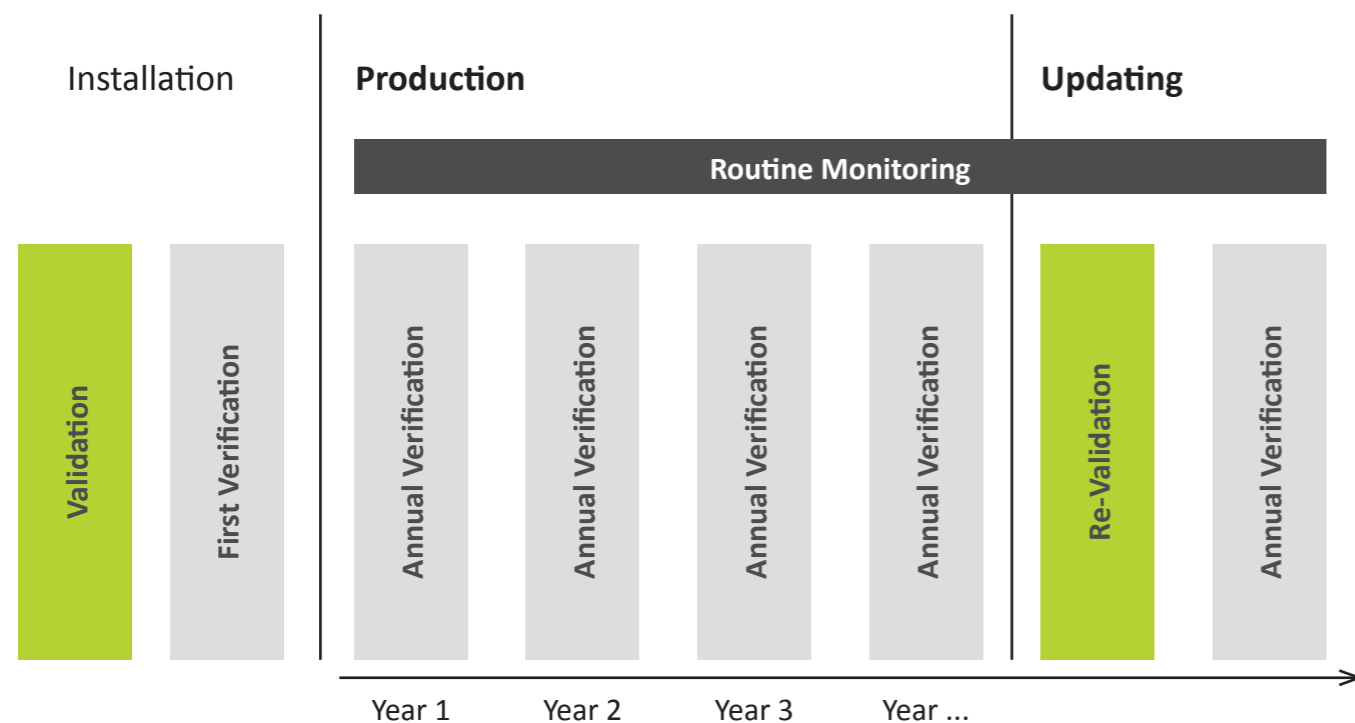 Installation
Production
Updating
Routine Monitoring
Validation
First Verification
Annual Verification
Annual Verification
Annual Verification
Annual Verification
Re-Validation
Annual Verification
Year 1
Year 2
Year 3
Year ...